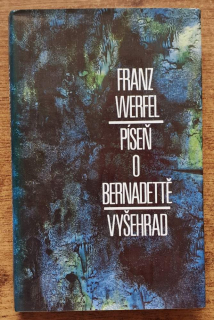 FRANZ
WERFEL
PÍSEŇ
O
BERNADETTĚ
VYŠEHRAD